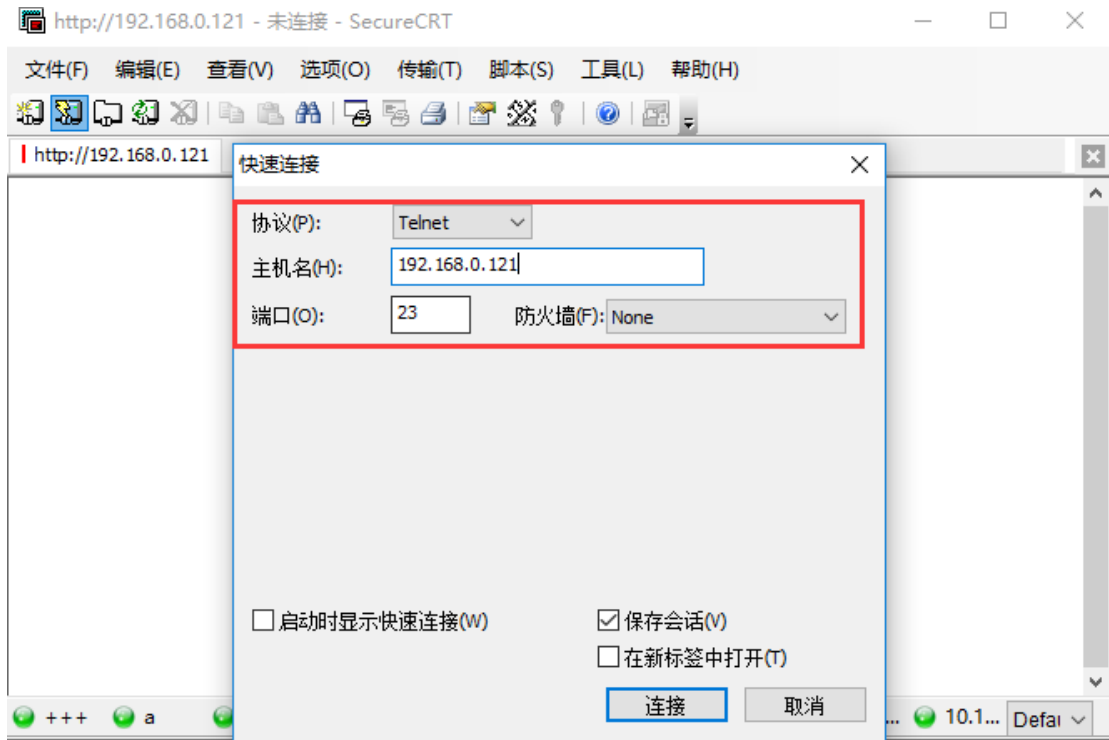 http://192.168.0.121 - 未连接 - SecureCRT
文件(F) 编辑(E) 查看(V) 选项(O) 传输(T) 脚本(S) 工具(L) 帮助(H)
http://192.168.0.121
快速连接
协议(P): Telnet
主机名(H): 192.168.0.121
端口(O): 23 防火墙(F): None
启动时显示快速连接(W) 保存会话(V)
在新标签中打开(T)
连接 取消
+++ a ... 10.1... Defai